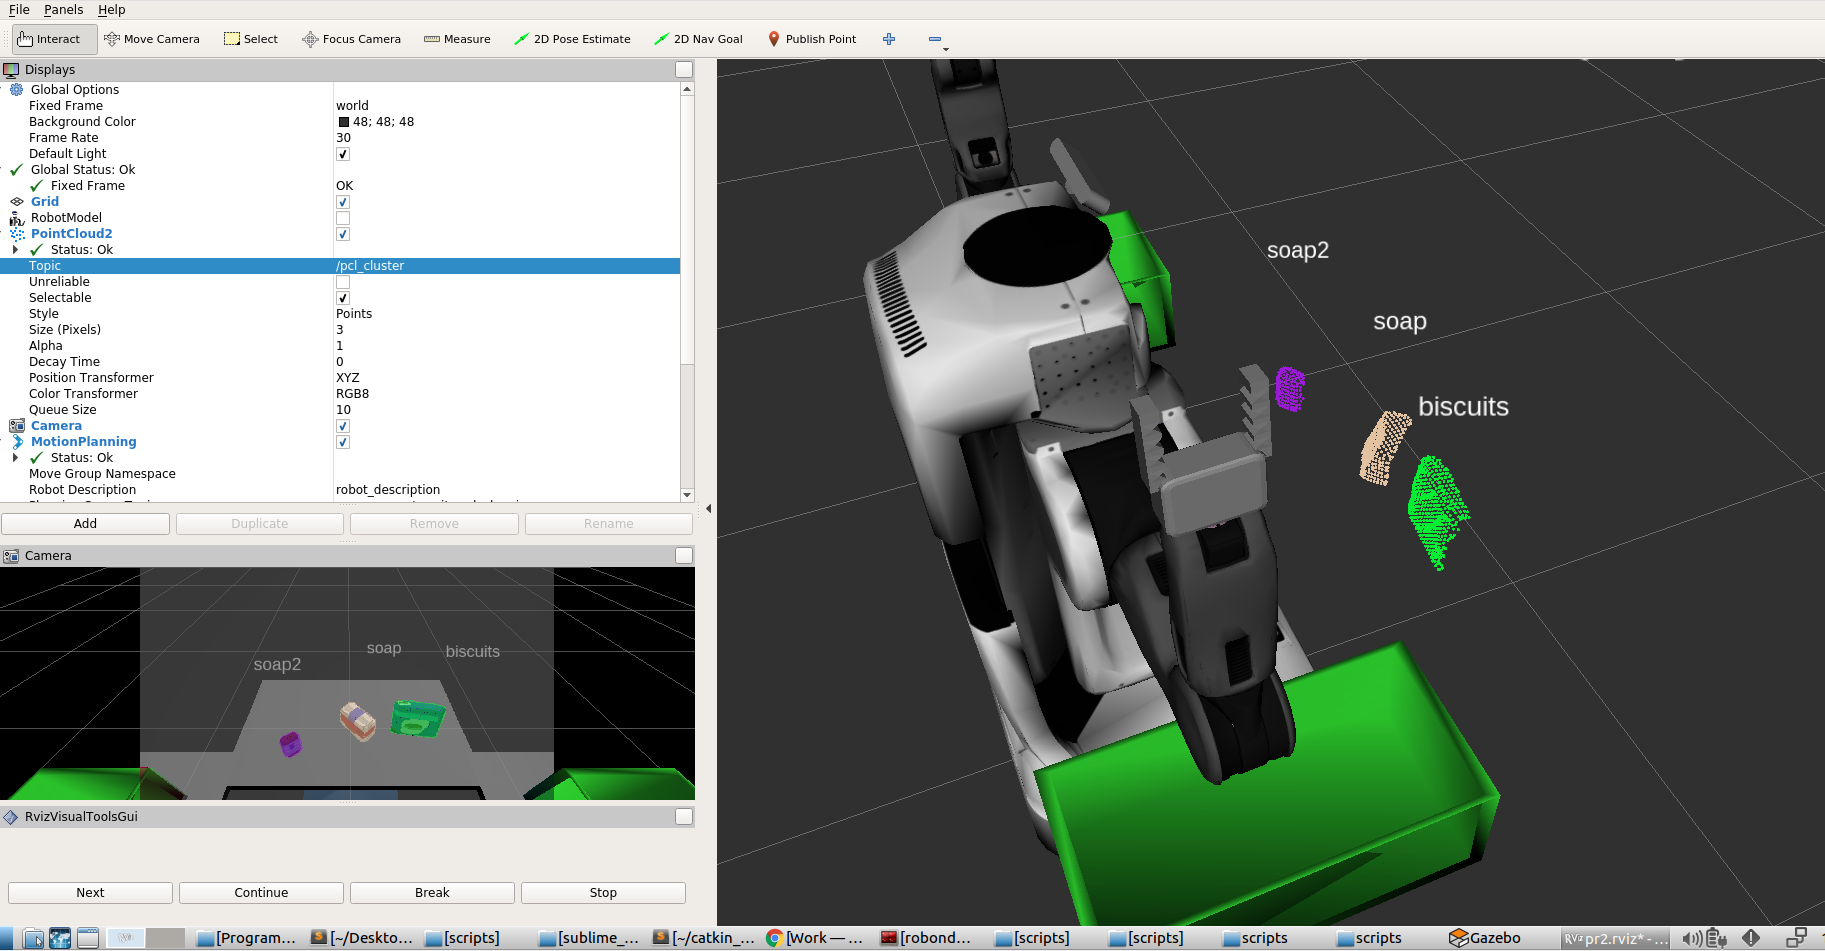 File Panels Help
Interact Move Camera Select Focus Camera Measure 2D Pose Estimate 2D Nav Goal Publish Point
Displays
Global Options
Fixed Frame world
Background Color 48; 48; 48
Frame Rate 30
Default Light
Global Status: Ok
Fixed Frame OK
Grid
RobotModel
PointCloud2
Status: Ok
Topic /pcl_cluster
Unreliable
Selectable
Style Points
Size (Pixels) 3
Alpha 1
Decay Time 0
Position Transformer XYZ
Color Transformer RGB8
Queue Size 10
Camera
MotionPlanning
Status: Ok
Move Group Namespace
Robot Description robot_description
Add Duplicate Remove Rename
Camera
soap2 soap biscuits
RvizVisualToolsGui
Next Continue Break Stop
soap2
soap
biscuits
[Program... [~/Deskto... [scripts] [sublime_... [~/catkin_... [Work — ... [robond... [scripts] [scripts] scripts scripts Gazebo pr2.rviz* - ...